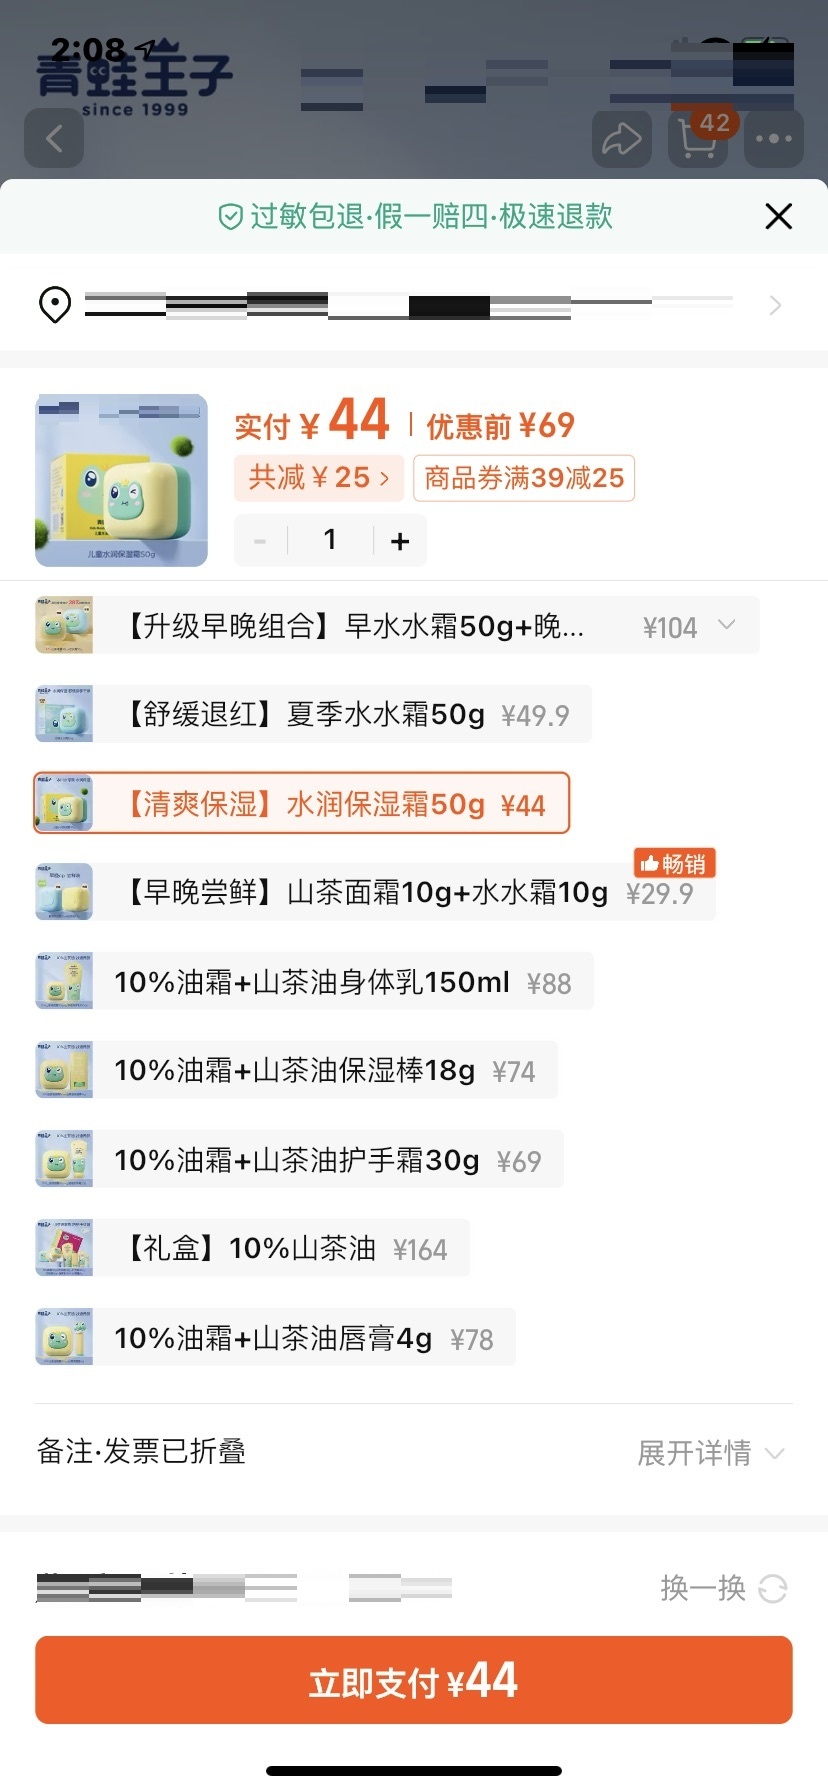 2:08
青蛙王子
since 1999
42
过敏包退·假一赔四·极速退款
实付¥44 优惠前¥69
共减¥25 > 商品券满39减25
儿童水润保湿霜50g
- 1 +
【升级早晚组合】早水水霜50g+晚... ¥104
【舒缓退红】夏季水水霜50g ¥49.9
【清爽保湿】水润保湿霜50g ¥44
畅销
【早晚尝鲜】山茶面霜10g+水水霜10g ¥29.9
10%油霜+山茶油身体乳150ml ¥88
10%油霜+山茶油保湿棒18g ¥74
10%油霜+山茶油护手霜30g ¥69
【礼盒】10%山茶油 ¥164
10%油霜+山茶油唇膏4g ¥78
备注·发票已折叠 展开详情
换一换
立即支付 ¥44